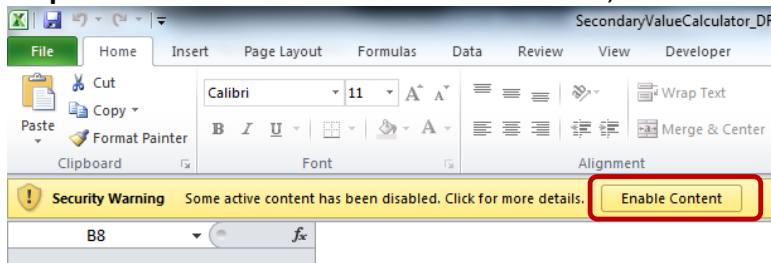 SecondaryValueCalculator_DF
File Home Insert Page Layout Formulas Data Review View Developer
Cut
Copy
Paste
Format Painter
Calibri 11 A A
B I U A
Wrap Text
Merge & Center
Clipboard Font Alignment
Security Warning Some active content has been disabled. Click for more details. Enable Content
B8 fx